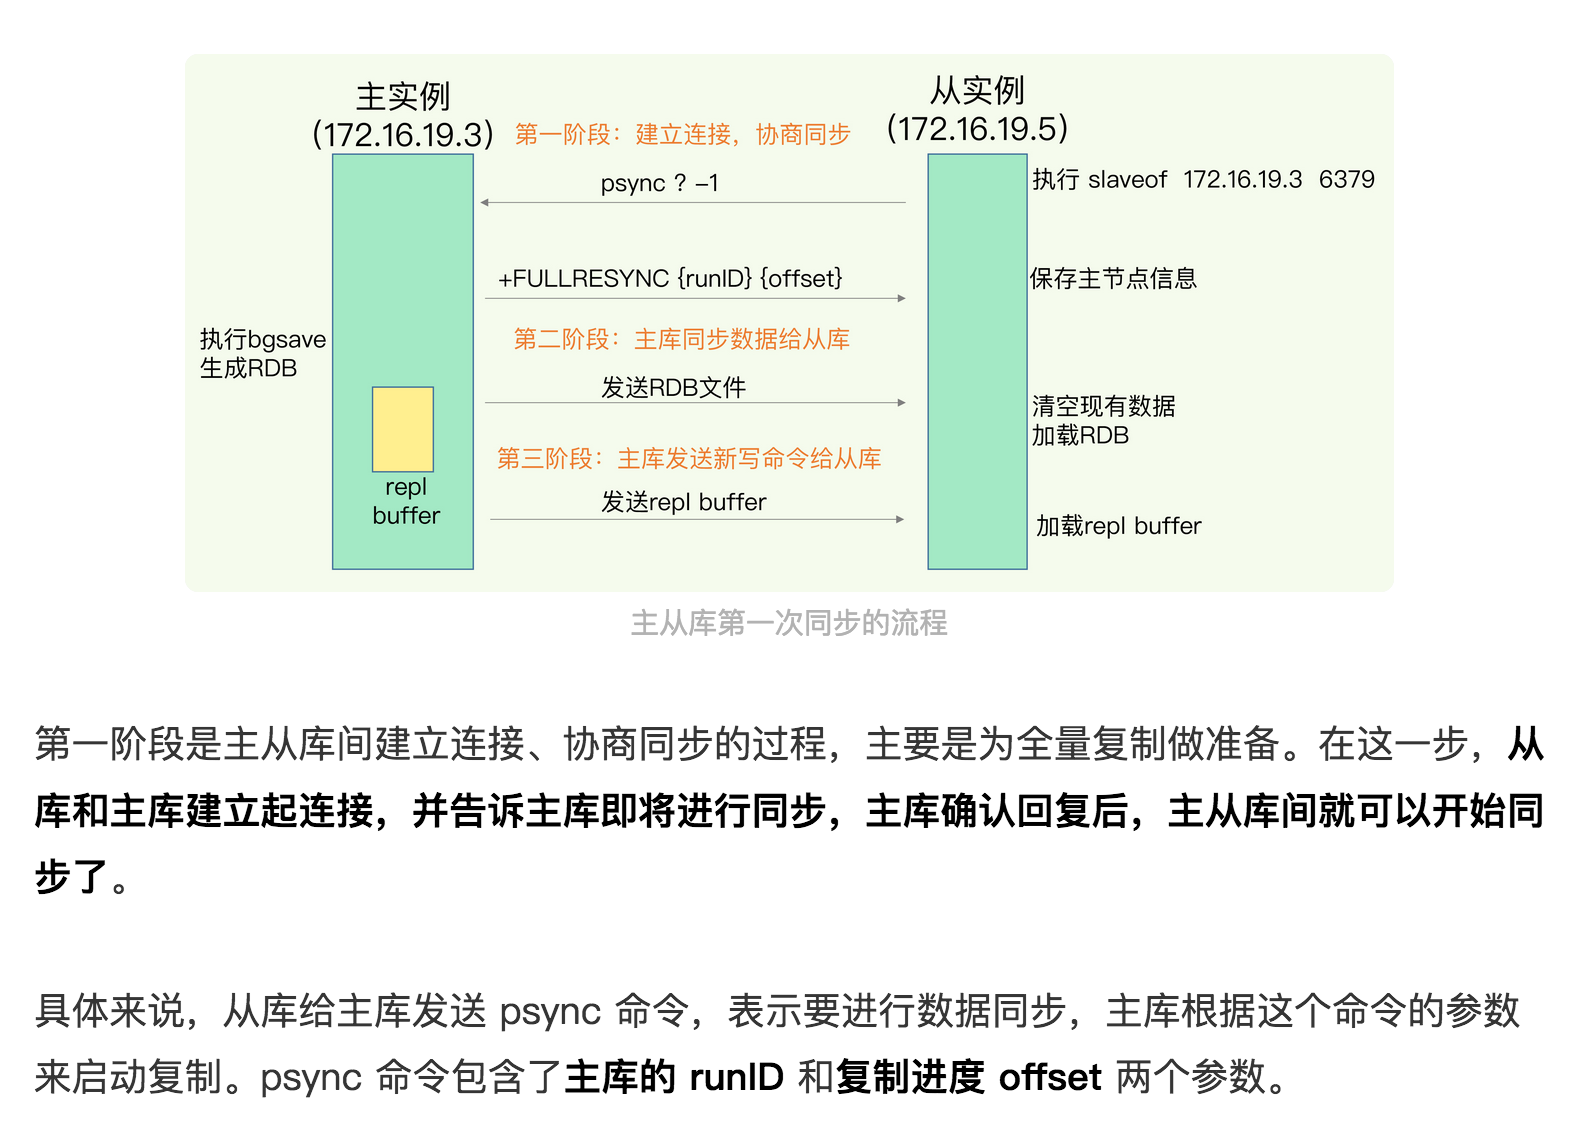 主实例
(172.16.19.3)
从实例
(172.16.19.5)
第一阶段：建立连接，协商同步
psync ? -1
执行 slaveof 172.16.19.3 6379
+FULLRESYNC {runID} {offset}
保存主节点信息
执行bgsave
生成RDB
第二阶段：主库同步数据给从库
发送RDB文件
清空现有数据
加载RDB
第三阶段：主库发送新写命令给从库
repl
buffer
发送repl buffer
加载repl buffer
主从库第一次同步的流程
第一阶段是主从库间建立连接、协商同步的过程，主要是为全量复制做准备。在这一步，从
库和主库建立起连接，并告诉主库即将进行同步，主库确认回复后，主从库间就可以开始同
步了。
具体来说，从库给主库发送 psync 命令，表示要进行数据同步，主库根据这个命令的参数
来启动复制。psync 命令包含了主库的 runID 和复制进度 offset 两个参数。